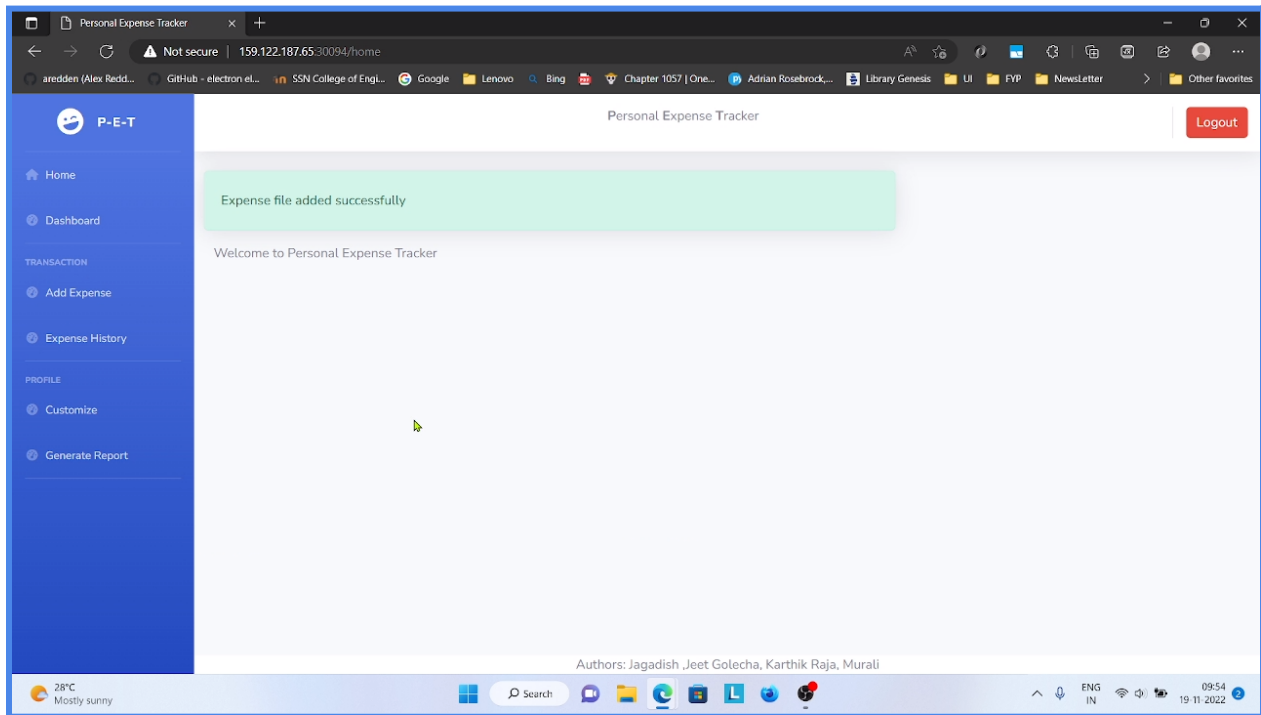 Personal Expense Tracker
Not secure | 159.122.187.65:30094/home
aredden (Alex Redd... GitHub - electron el... SSN College of Engi... Google Lenovo Bing Chapter 1057 | One... Adrian Rosebrock,... Library Genesis UI FYP NewsLetter Other favorites
P-E-T
Personal Expense Tracker
Logout
Home
Dashboard
TRANSACTION
Add Expense
Expense History
PROFILE
Customize
Generate Report
Expense file added successfully
Welcome to Personal Expense Tracker
Authors: Jagadish ,Jeet Golecha, Karthik Raja, Murali
28°C
Mostly sunny
Search
L
ENG
IN
09:54
19-11-2022
2